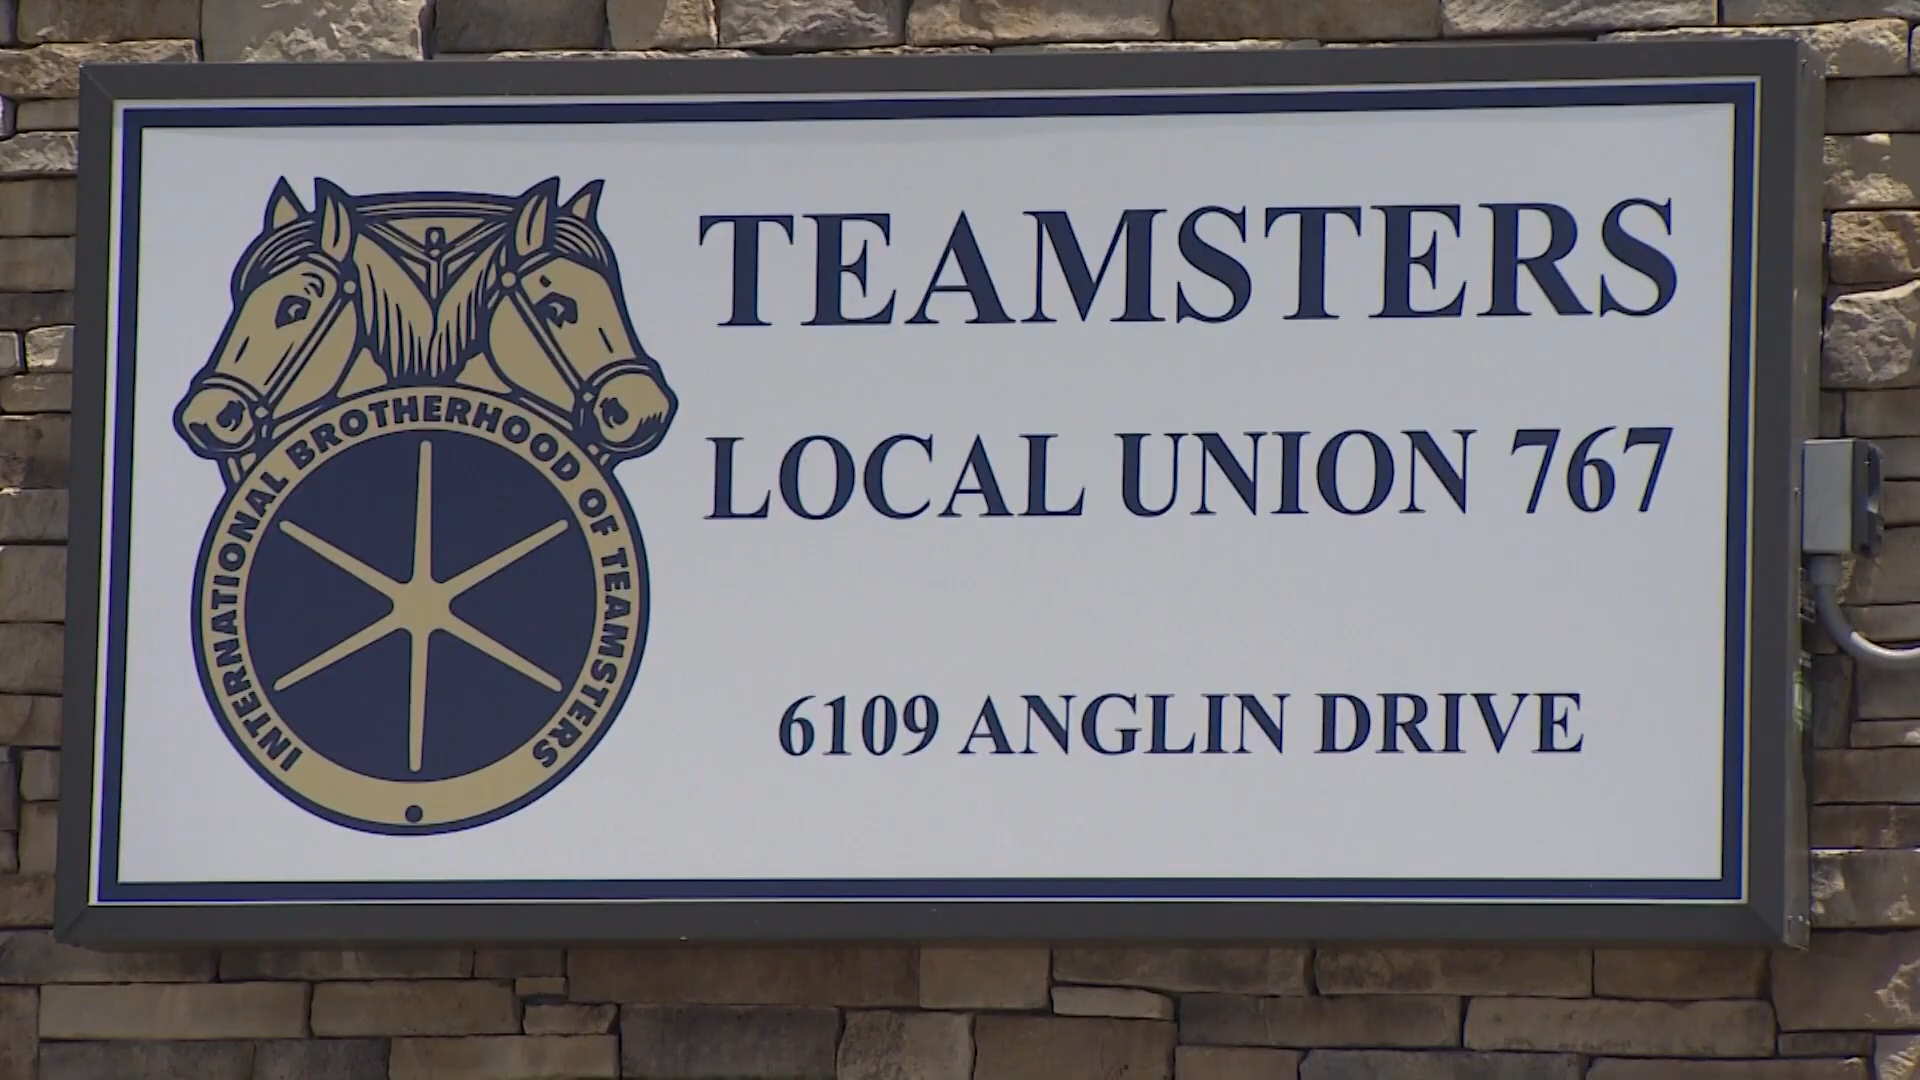 TEAMSTERS
LOCAL UNION 767
6109 ANGLIN DRIVE
INTERNATIONAL BROTHERHOOD OF TEAMSTERS